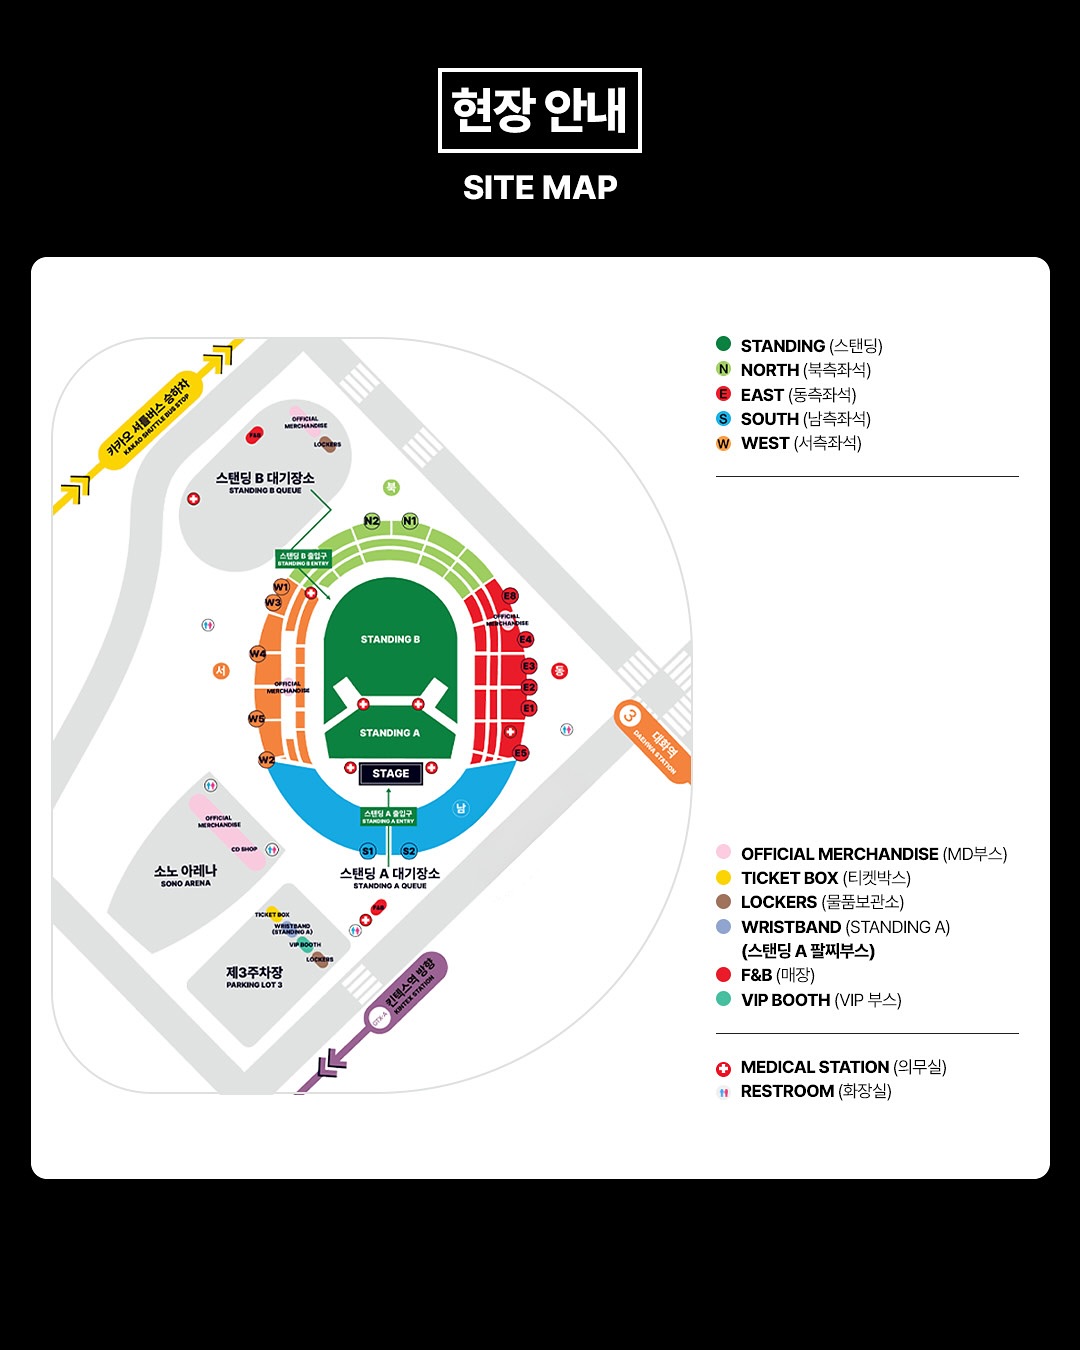 현장 안내
SITE MAP
카카오 셔틀버스 승하차
KAKAO SHUTTLE BUS STOP
OFFICIAL
MERCHANDISE
F&B
LOCKERS
스탠딩 B 대기장소
STANDING B QUEUE
북
N2
N1
스탠딩 B 출입구
STANDING B ENTRY
W1
W3
E8
OFFICIAL
MERCHANDISE
STANDING B
E4
W4
서
E3
동
OFFICIAL
MERCHANDISE
E2
E1
W5
STANDING A
E5
W2
STAGE
3
대화역
DAEHWA STATION
남
스탠딩 A 출입구
STANDING A ENTRY
OFFICIAL
MERCHANDISE
CD SHOP
S1
S2
소노 아레나
SONO ARENA
스탠딩 A 대기장소
STANDING A QUEUE
F&B
TICKET BOX
WRISTBAND
(STANDING A)
VIP BOOTH
LOCKERS
제3주차장
PARKING LOT 3
GTX-A
킨텍스역 방향
KINTEX STATION
STANDING (스탠딩)
N NORTH (북측좌석)
E EAST (동측좌석)
S SOUTH (남측좌석)
W WEST (서측좌석)
OFFICIAL MERCHANDISE (MD부스)
TICKET BOX (티켓박스)
LOCKERS (물품보관소)
WRISTBAND (STANDING A)
(스탠딩 A 팔찌부스)
F&B (매장)
VIP BOOTH (VIP 부스)
MEDICAL STATION (의무실)
RESTROOM (화장실)